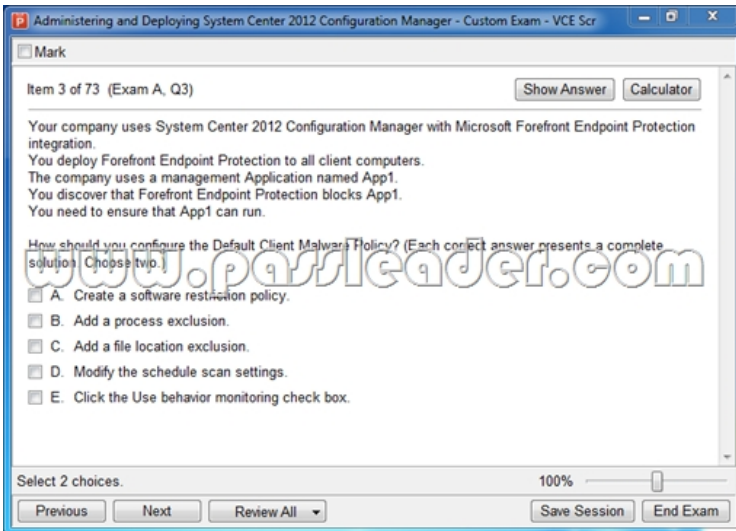 Administering and Deploying System Center 2012 Configuration Manager - Custom Exam - VCE Scr
Mark
Item 3 of 73 (Exam A, Q3)
Show Answer
Calculator
Your company uses System Center 2012 Configuration Manager with Microsoft Forefront Endpoint Protection
integration.
You deploy Forefront Endpoint Protection to all client computers.
The company uses a management Application named App1.
You discover that Forefront Endpoint Protection blocks App1.
You need to ensure that App1 can run.
How should you configure the Default Client Malware Policy? (Each correct answer presents a complete
solution. Choose two.)
www.passleader.com
A. Create a software restriction policy.
B. Add a process exclusion.
C. Add a file location exclusion.
D. Modify the schedule scan settings.
E. Click the Use behavior monitoring check box.
Select 2 choices.
100%
Previous
Next
Review All
Save Session
End Exam